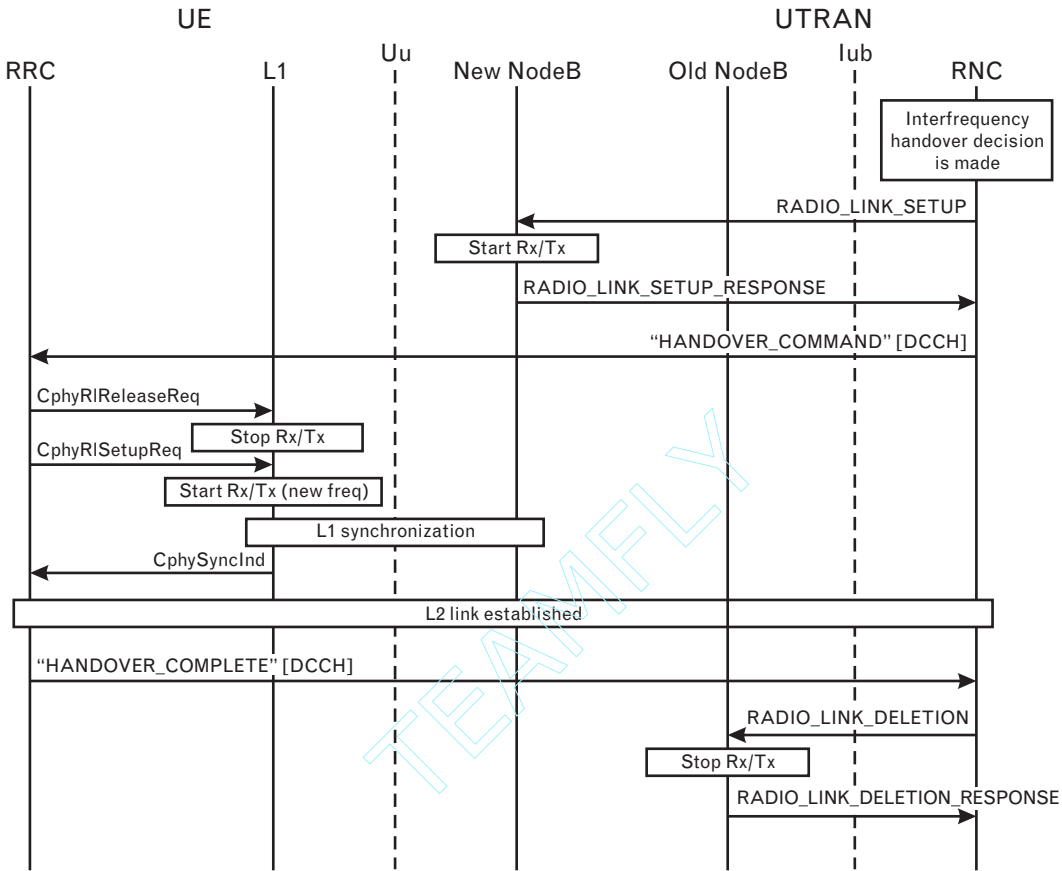 UE
UTRAN
Uu
Iub
RRC
L1
New NodeB
Old NodeB
RNC
Interfrequency
handover decision
is made
RADIO_LINK_SETUP
Start Rx/Tx
RADIO_LINK_SETUP_RESPONSE
“HANDOVER_COMMAND” [DCCH]
CphyRlReleaseReq
Stop Rx/Tx
CphyRlSetupReq
Start Rx/Tx (new freq)
L1 synchronization
CphySyncInd
L2 link established
“HANDOVER_COMPLETE” [DCCH]
RADIO_LINK_DELETION
Stop Rx/Tx
RADIO_LINK_DELETION_RESPONSE
TEAMFLY